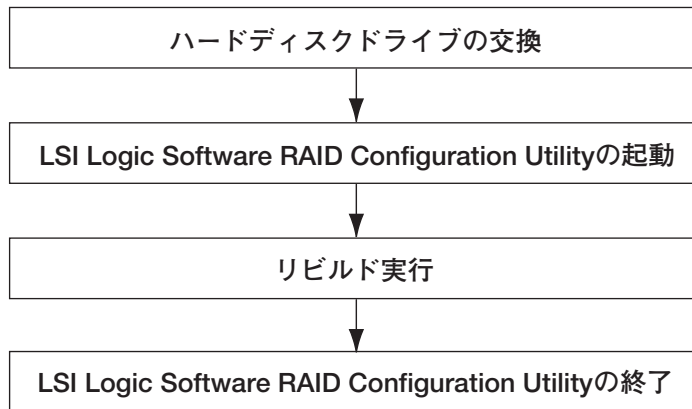 ハードディスクドライブの交換
LSI Logic Software RAID Configuration Utilityの起動
リビルド実行
LSI Logic Software RAID Configuration Utilityの終了